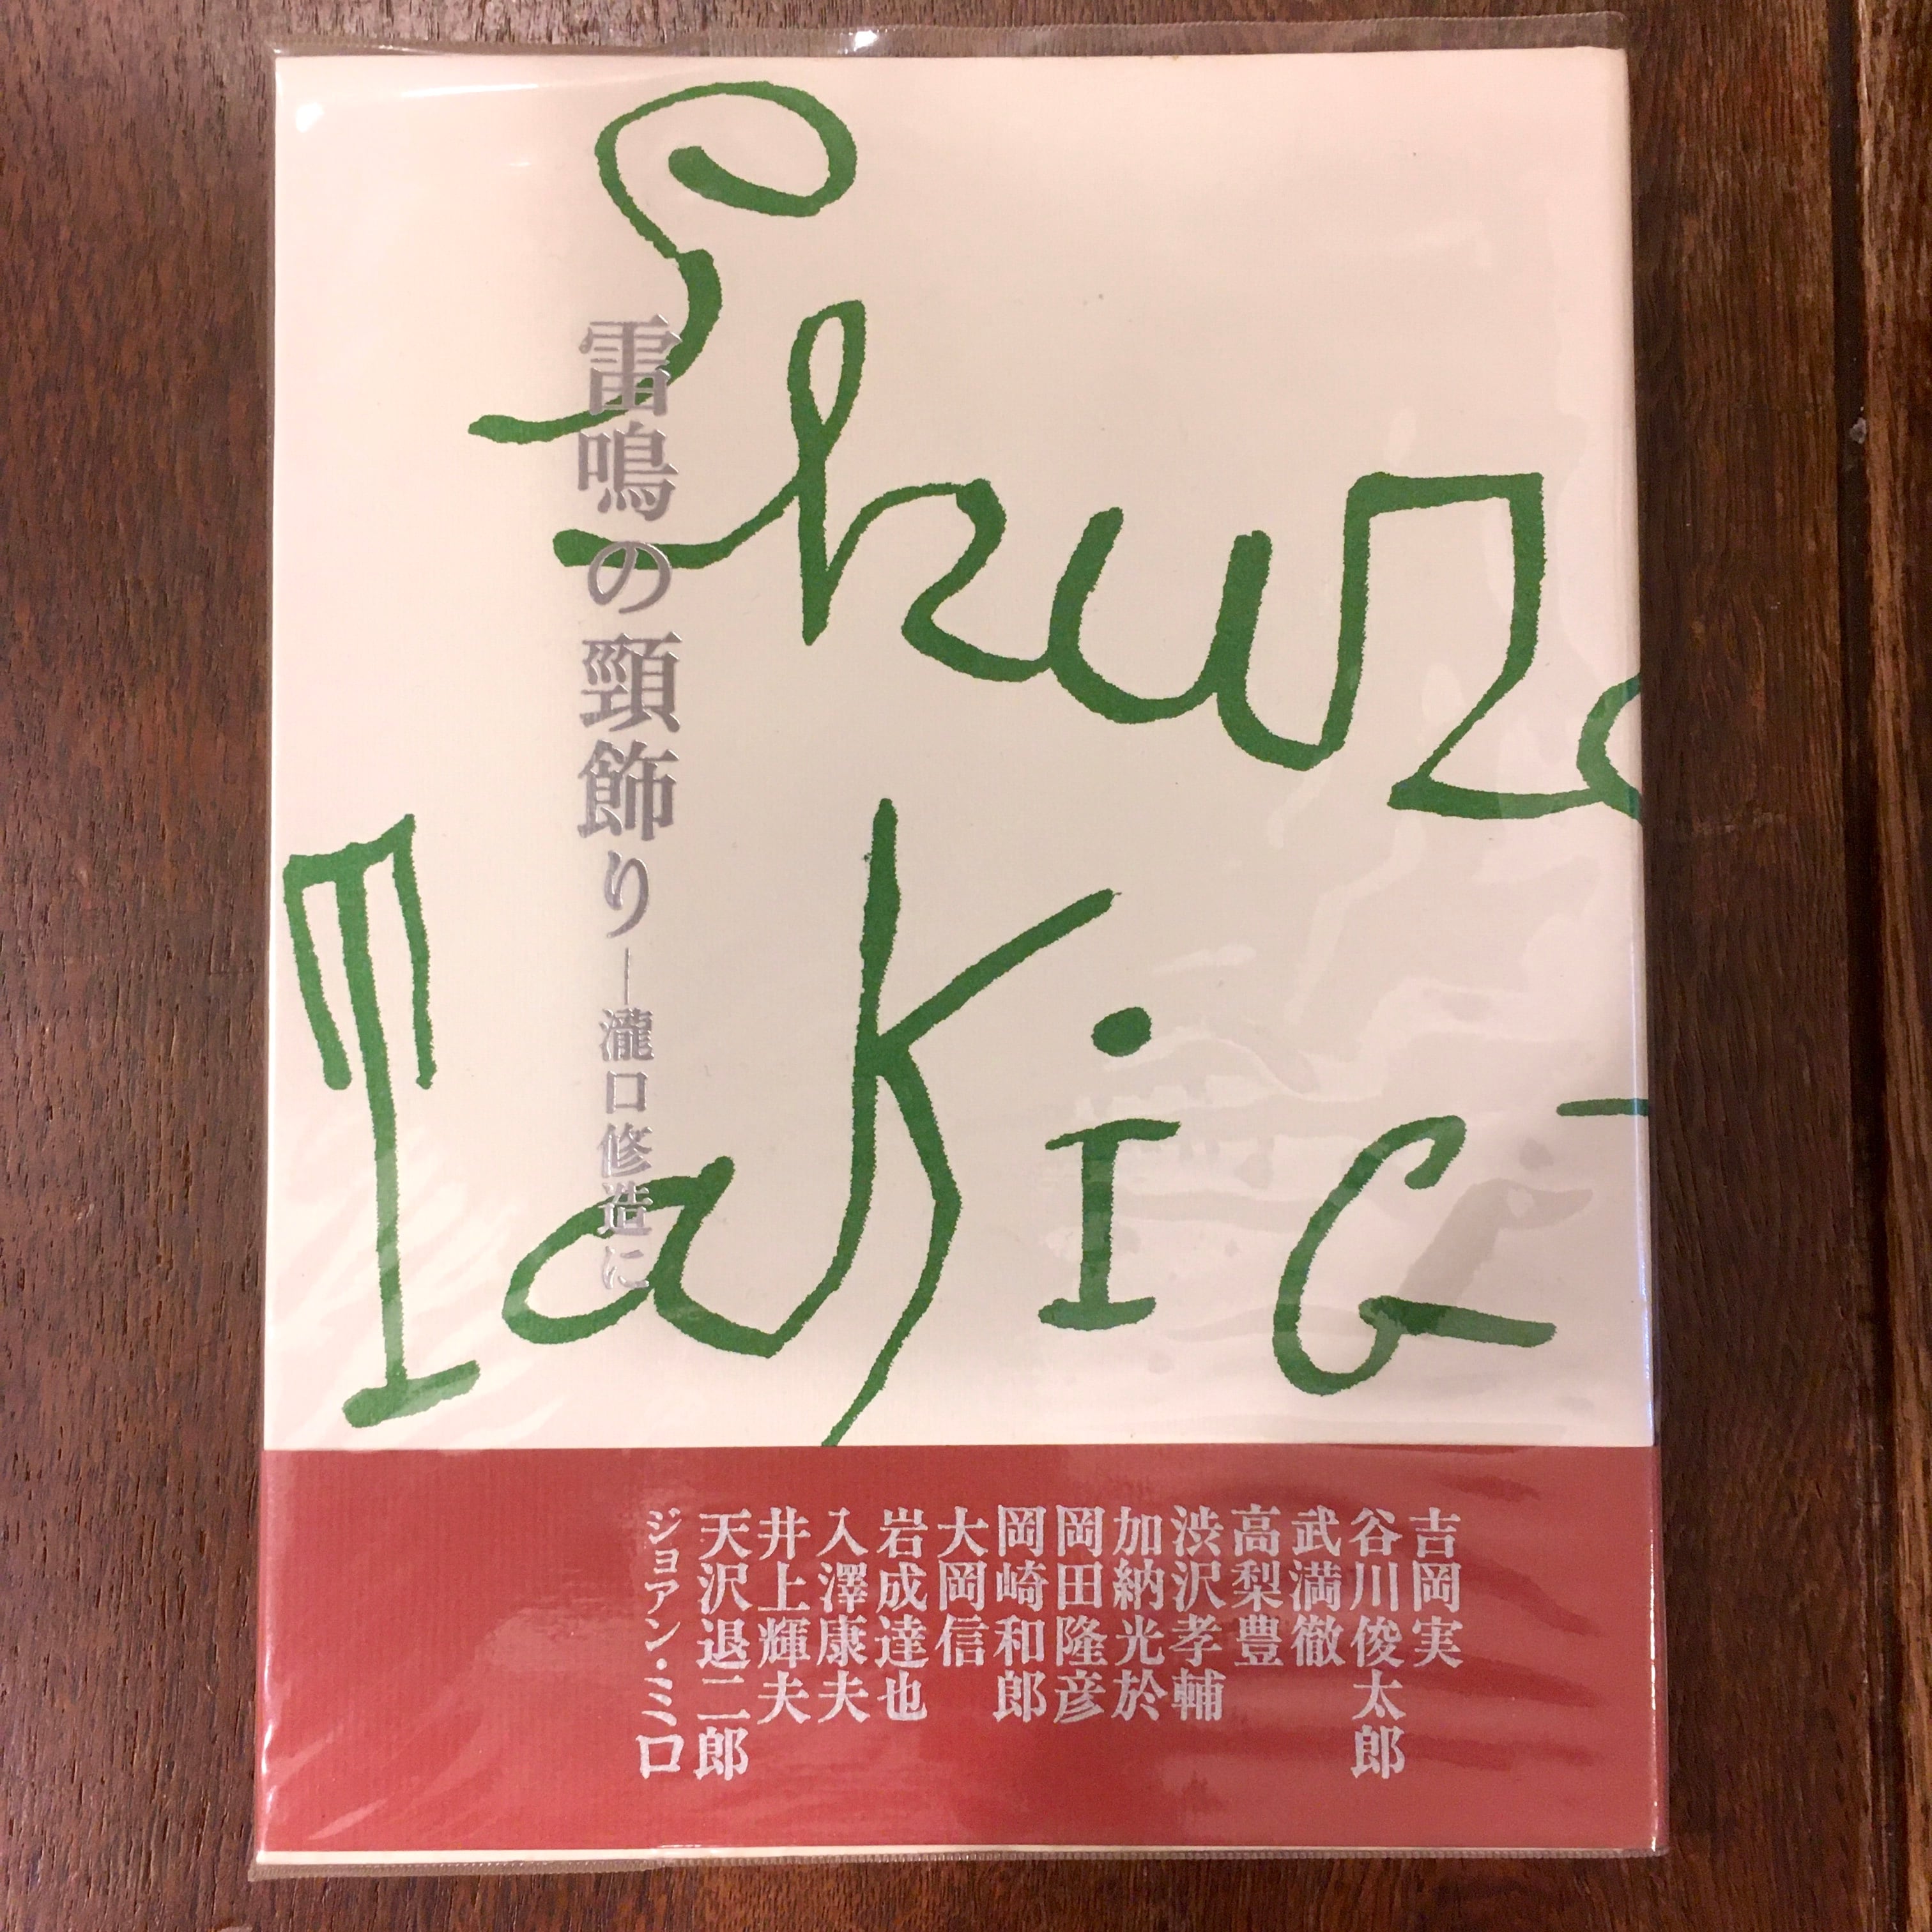 Shuzo
TaKiG
雷鳴の頸飾り—瀧口修造に
吉岡実
谷川俊太郎
武満徹
高梨豊
渋沢孝輔
加納光於
岡田隆彦
岡崎和郎
大岡信
岩成達也
入澤康夫
井上輝夫
天沢退二郎
ジョアン・ミロ